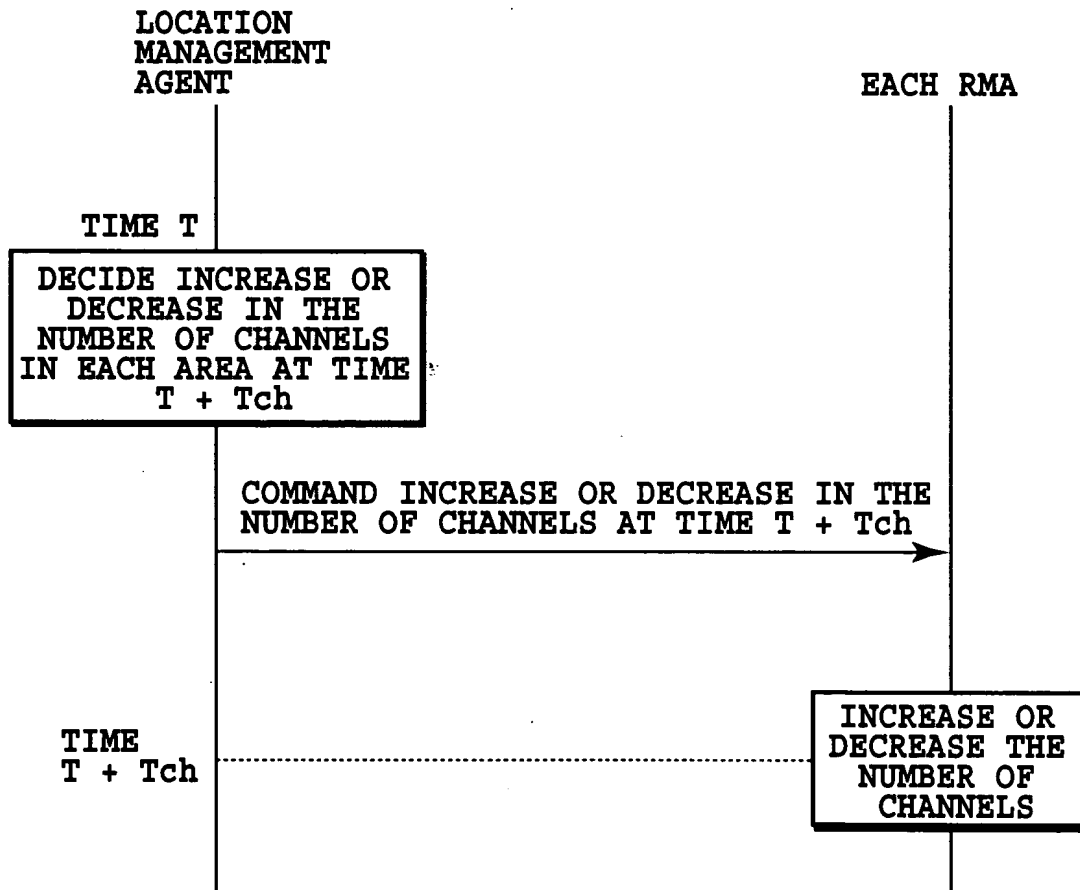 LOCATION
MANAGEMENT
AGENT
EACH RMA
TIME T
DECIDE INCREASE OR
DECREASE IN THE
NUMBER OF CHANNELS
IN EACH AREA AT TIME
T + Tch
COMMAND INCREASE OR DECREASE IN THE
NUMBER OF CHANNELS AT TIME T + Tch
TIME
T + Tch
INCREASE OR
DECREASE THE
NUMBER OF
CHANNELS